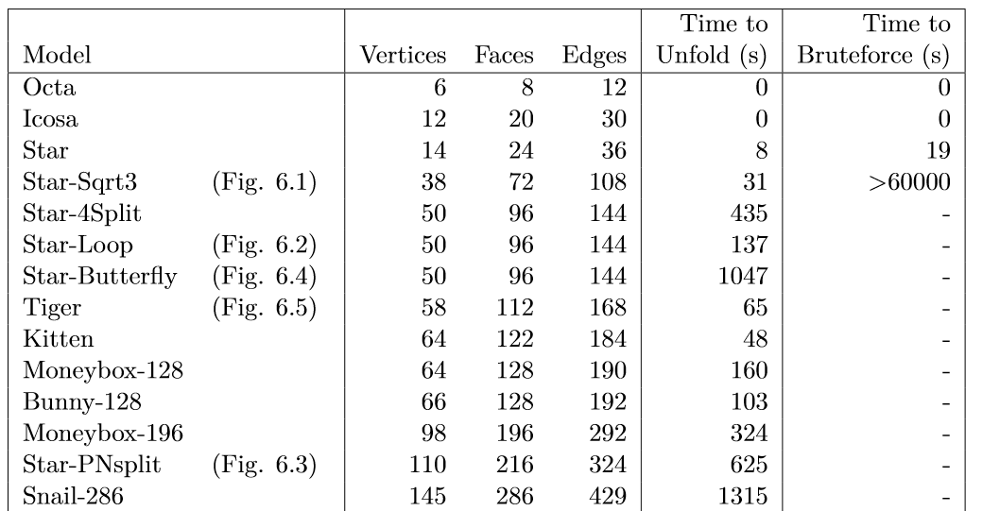 Time to Time to
Model Vertices Faces Edges Unfold (s) Bruteforce (s)
Octa 6 8 12 0 0
Icosa 12 20 30 0 0
Star 14 24 36 8 19
Star-Sqrt3 (Fig. 6.1) 38 72 108 31 >60000
Star-4Split 50 96 144 435 -
Star-Loop (Fig. 6.2) 50 96 144 137 -
Star-Butterfly (Fig. 6.4) 50 96 144 1047 -
Tiger (Fig. 6.5) 58 112 168 65 -
Kitten 64 122 184 48 -
Moneybox-128 64 128 190 160 -
Bunny-128 66 128 192 103 -
Moneybox-196 98 196 292 324 -
Star-PNsplit (Fig. 6.3) 110 216 324 625 -
Snail-286 145 286 429 1315 -